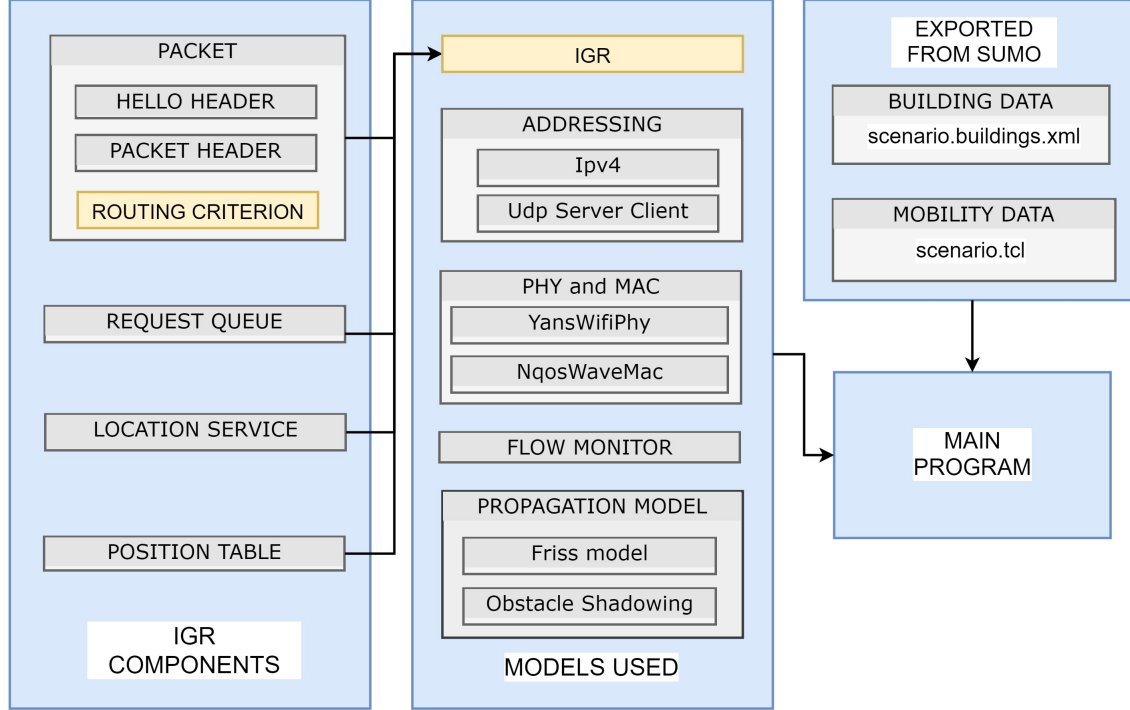 PACKET
HELLO HEADER
PACKET HEADER
ROUTING CRITERION
REQUEST QUEUE
LOCATION SERVICE
POSITION TABLE
IGR
COMPONENTS
IGR
ADDRESSING
Ipv4
Udp Server Client
PHY and MAC
YansWifiPhy
NqosWaveMac
FLOW MONITOR
PROPAGATION MODEL
Friss model
Obstacle Shadowing
MODELS USED
EXPORTED
FROM SUMO
BUILDING DATA
scenario.buildings.xml
MOBILITY DATA
scenario.tcl
MAIN
PROGRAM